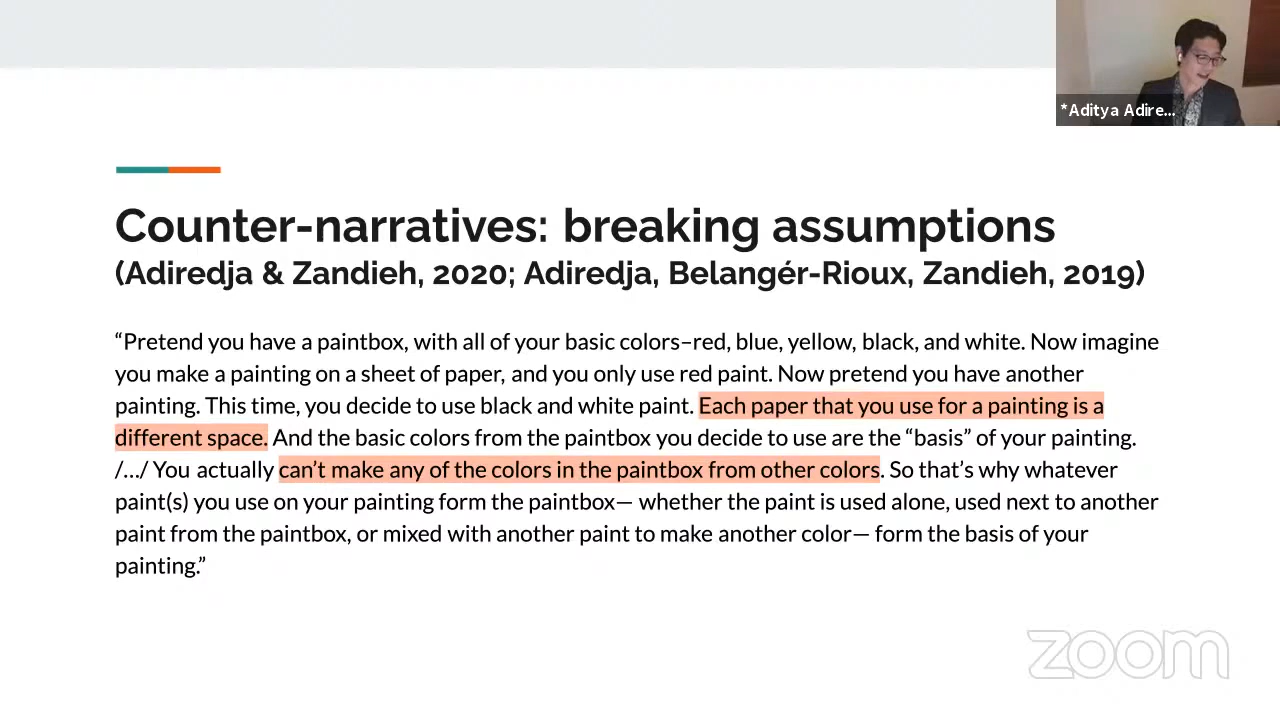 *Aditya Adire...
Counter-narratives: breaking assumptions
(Adiredja & Zandieh, 2020; Adiredja, Belangér-Rioux, Zandieh, 2019)
“Pretend you have a paintbox, with all of your basic colors–red, blue, yellow, black, and white. Now imagine
you make a painting on a sheet of paper, and you only use red paint. Now pretend you have another
painting. This time, you decide to use black and white paint. Each paper that you use for a painting is a
different space. And the basic colors from the paintbox you decide to use are the “basis” of your painting.
/…/ You actually can’t make any of the colors in the paintbox from other colors. So that’s why whatever
paint(s) you use on your painting form the paintbox— whether the paint is used alone, used next to another
paint from the paintbox, or mixed with another paint to make another color— form the basis of your
painting.”
zoom